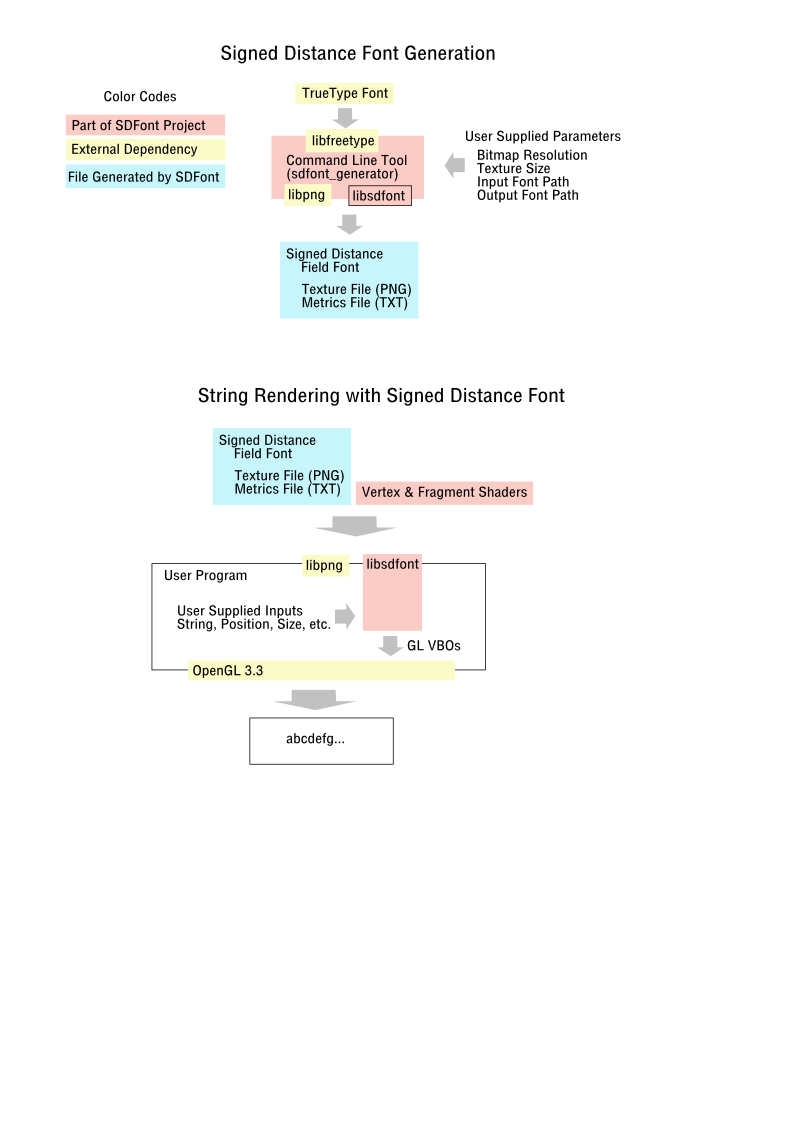 Signed Distance Font Generation
Color Codes
Part of SDFont Project
External Dependency
File Generated by SDFont
TrueType Font
libfreetype
Command Line Tool
(sdfont_generator)
libpng
libsdfont
User Supplied Parameters
Bitmap Resolution
Texture Size
Input Font Path
Output Font Path
Signed Distance
Field Font
Texture File (PNG)
Metrics File (TXT)
String Rendering with Signed Distance Font
Signed Distance
Field Font
Texture File (PNG)
Metrics File (TXT)
Vertex & Fragment Shaders
libpng
libsdfont
User Program
User Supplied Inputs
String, Position, Size, etc.
GL VBOs
OpenGL 3.3
abcdefg...